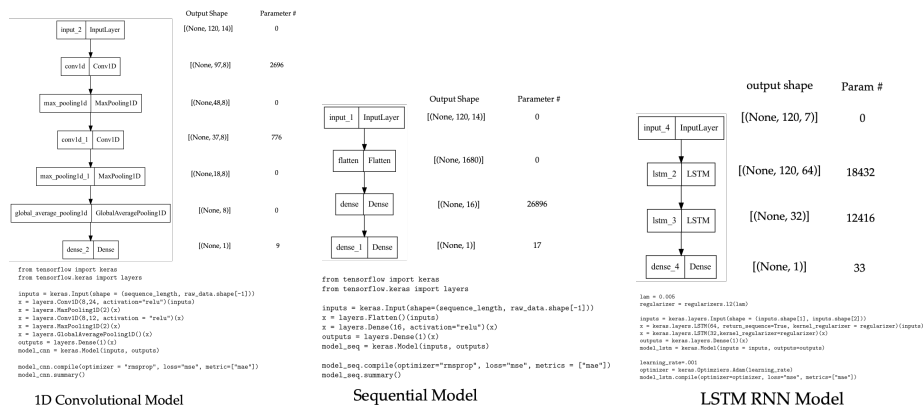 Output Shape Parameter #
input_2 InputLayer [(None, 120, 14)] 0
conv1d Conv1D [(None, 97,8)] 2696
max_pooling1d MaxPooling1D [(None,48,8)] 0
conv1d_1 Conv1D [(None, 37,8)] 776
max_pooling1d_1 MaxPooling1D [(None,18,8)] 0
global_average_pooling1d GlobalAveragePooling1D [(None, 8)] 0
dense_2 Dense [(None, 1)] 9
from tensorflow import keras
from tensorflow.keras import layers
inputs = keras.Input(shape = (sequence_length, raw_data.shape[-1]))
x = layers.Conv1D(8,24, activation="relu")(inputs)
x = layers.MaxPooling1D(2)(x)
x = layers.Conv1D(8,12, activation = "relu")(x)
x = layers.MaxPooling1D(2)(x)
x = layers.GlobalAveragePooling1D()(x)
outputs = layers.Dense(1)(x)
model_cnn = keras.Model(inputs, outputs)
model_cnn.compile(optimizer = "rmsprop", loss="mse", metric=["mae"])
model_cnn.summary()
1D Convolutional Model
Output Shape Parameter #
input_1 InputLayer [(None, 120, 14)] 0
flatten Flatten [(None, 1680)] 0
dense Dense [(None, 16)] 26896
dense_1 Dense [(None, 1)] 17
from tensorflow import keras
from tensorflow.keras import layers
inputs = keras.Input(shape=(sequence_length, raw_data.shape[-1]))
x = layers.Flatten()(inputs)
x = layers.Dense(16, activation="relu")(x)
outputs = layers.Dense(1)(x)
model_seq = keras.Model(inputs, outputs)
model_seq.compile(optimizer="rmsprop", loss="mse", metrics = ["mae"])
model_seq.summary()
Sequential Model
output shape Param #
input_4 InputLayer [(None, 120, 7)] 0
lstm_2 LSTM [(None, 120, 64)] 18432
lstm_3 LSTM [(None, 32)] 12416
dense_4 Dense [(None, 1)] 33
lam = 0.005
regularizer = regularizers.l2(lam)
inputs = keras.layers.Input(shape = (inputs.shape[1], inputs.shape[2]))
x = keras.layers.LSTM(64, return_sequence=True, kernel_regularizer = regularizer)(inputs)
x = keras.layers.LSTM(32,kernel_regularizer=regularizer)(x)
outputs = keras.layers.Dense(1)(x)
model_lstm = keras.Model(inputs = inputs, outputs=outputs)
learning_rate=.001
optimizer = keras.Optimziers.Adam(learning_rate)
model_lstm.compile(optimizer=optimizer, loss="mse", metrics=["mae"])
LSTM RNN Model